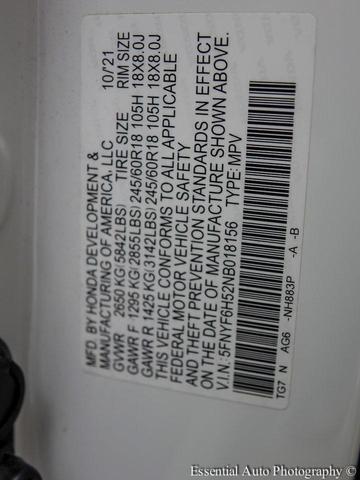 MFD. BY HONDA DEVELOPMENT &
MANUFACTURING OF AMERICA, LLC 10/21
GVWR 2650 KG(5842LBS) TIRE SIZE RIM SIZE
GAWR F 1295 KG(2855LBS) 245/60R18 105H 18X8.0J
GAWR R 1425 KG(3142LBS) 245/60R18 105H 18X8.0J
THIS VEHICLE CONFORMS TO ALL APPLICABLE
FEDERAL MOTOR VEHICLE SAFETY
AND THEFT PREVENTION STANDARDS IN EFFECT
ON THE DATE OF MANUFACTURE SHOWN ABOVE.
V.I.N.: 5FNYF6H52NB018156 TYPE: MPV
TG7 N AG6 -NH883P -A -B
Essential Auto Photography ©